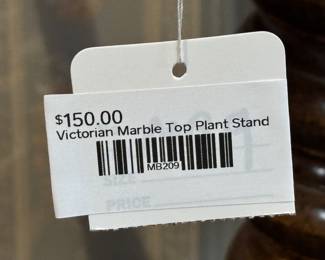 $150.00
Victorian Marble Top Plant Stand
MB209
SIZE
PRICE